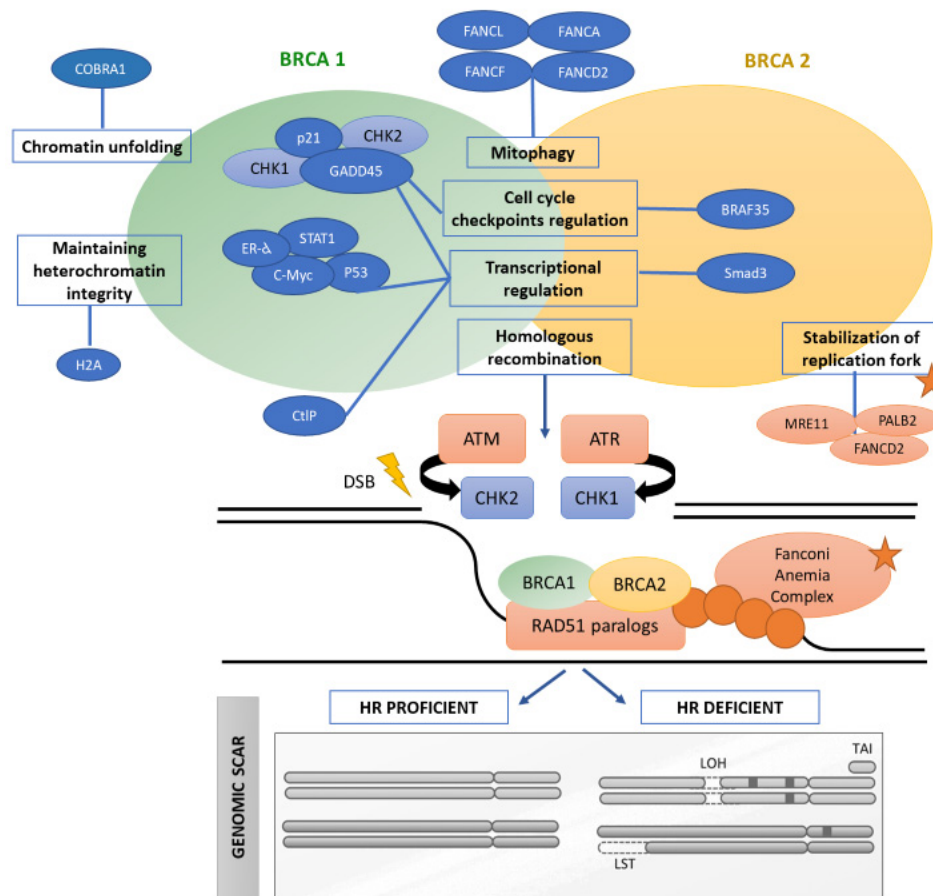 BRCA 1
BRCA 2
COBRA1
Chromatin unfolding
FANCL
FANCA
FANCF
FANCD2
Mitophagy
p21
CHK2
CHK1
GADD45
Cell cycle
checkpoints regulation
BRAF35
Maintaining
heterochromatin
integrity
H2A
ER-λ
STAT1
C-Myc
P53
Transcriptional
regulation
Smad3
Homologous
recombination
Stabilization of
replication fork
CtlP
MRE11
PALB2
FANCD2
ATM
ATR
DSB
CHK2
CHK1
BRCA1
BRCA2
RAD51 paralogs
Fanconi
Anemia
Complex
HR PROFICIENT
HR DEFICIENT
GENOMIC SCAR
LOH
TAI
LST